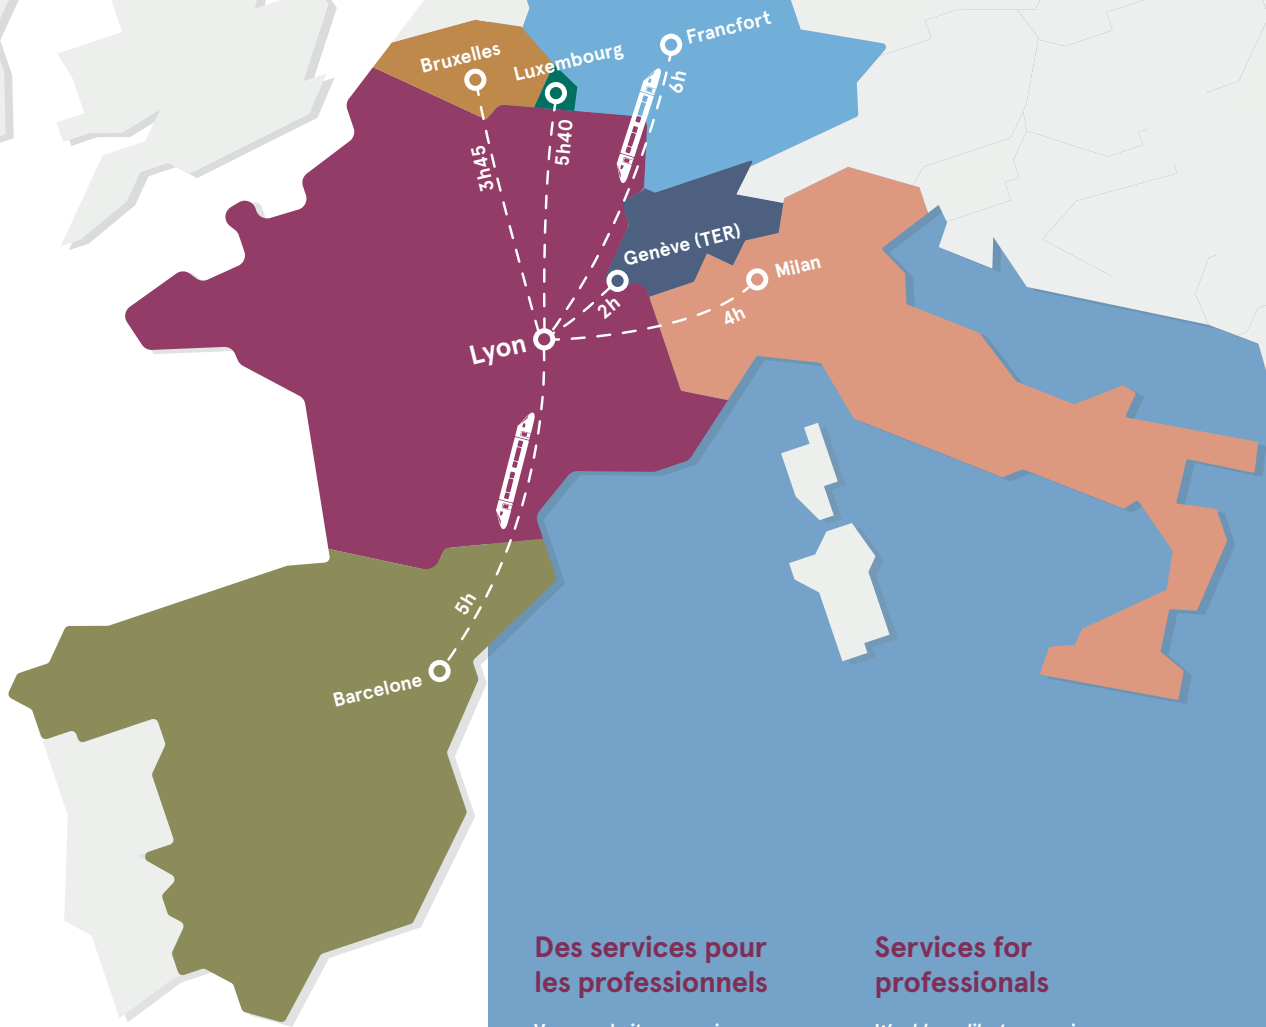 Francfort
Bruxelles
Luxembourg
6h
5h40
3h45
Genève (TER)
Milan
2h
4h
Lyon
5h
Barcelone
Des services pour
les professionnels
Services for
professionals